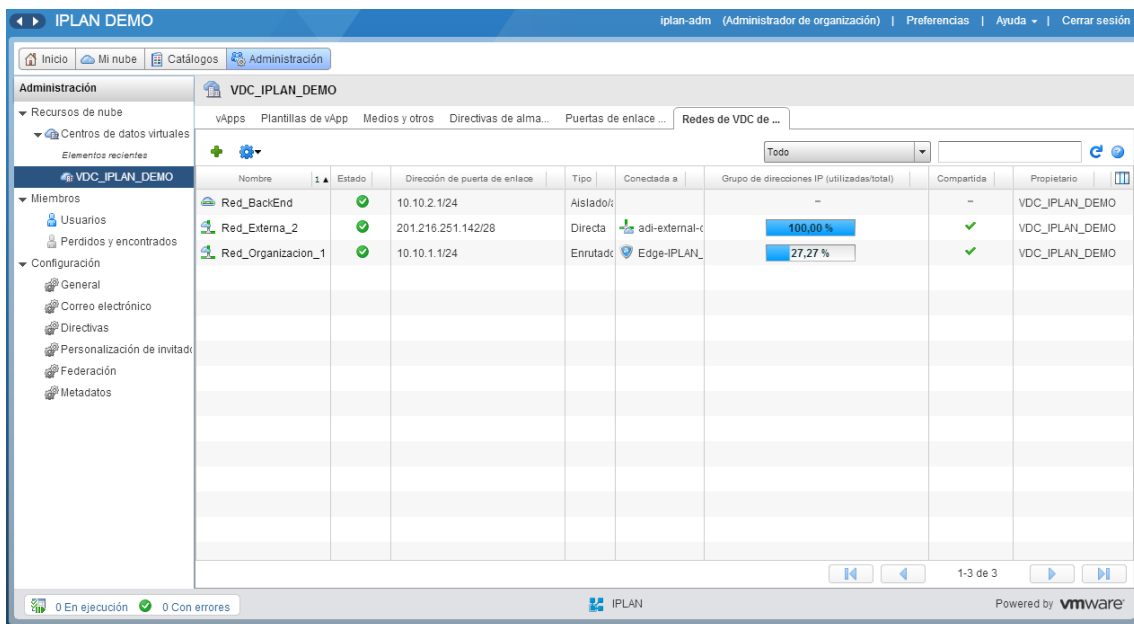 IPLAN DEMO
iplan-adm (Administrador de organización) | Preferencias | Ayuda | Cerrar sesión
Inicio Mi nube Catálogos Administración
Administración
Recursos de nube
Centros de datos virtuales
Elementos recientes
VDC_IPLAN_DEMO
Miembros
Usuarios
Perdidos y encontrados
Configuración
General
Correo electrónico
Directivas
Personalización de invitado
Federación
Metadatos
VDC_IPLAN_DEMO
vApps Plantillas de vApp Medios y otros Directivas de alma... Puertas de enlace ... Redes de VDC de ...
Todo
Nombre 1 Estado Dirección de puerta de enlace Tipo Conectada a Grupo de direcciones IP (utilizadas/total) Compartida Propietario
Red_BackEnd 10.10.2.1/24 Aislado/a – – VDC_IPLAN_DEMO
Red_Externa_2 201.216.251.142/28 Directa adi-external-c 100,00 % VDC_IPLAN_DEMO
Red_Organizacion_1 10.10.1.1/24 Enrutado Edge-IPLAN_ 27,27 % VDC_IPLAN_DEMO
1-3 de 3
0 En ejecución 0 Con errores
IPLAN
Powered by vmware